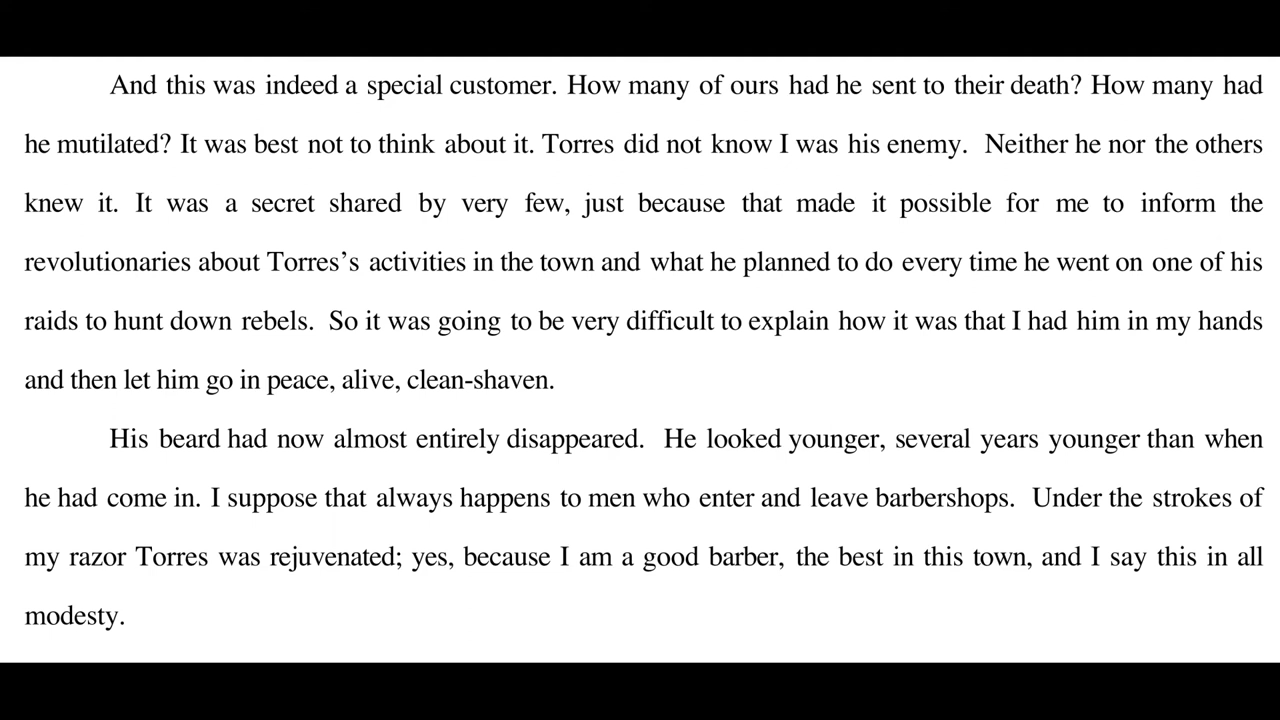 And this was indeed a special customer. How many of ours had he sent to their death? How many had
he mutilated? It was best not to think about it. Torres did not know I was his enemy.  Neither he nor the others
knew it. It was a secret shared by very few, just because that made it possible for me to inform the
revolutionaries about Torres’s activities in the town and what he planned to do every time he went on one of his
raids to hunt down rebels.  So it was going to be very difficult to explain how it was that I had him in my hands
and then let him go in peace, alive, clean-shaven.
His beard had now almost entirely disappeared.  He looked younger, several years younger than when
he had come in. I suppose that always happens to men who enter and leave barbershops.  Under the strokes of
my razor Torres was rejuvenated; yes, because I am a good barber, the best in this town, and I say this in all
modesty.